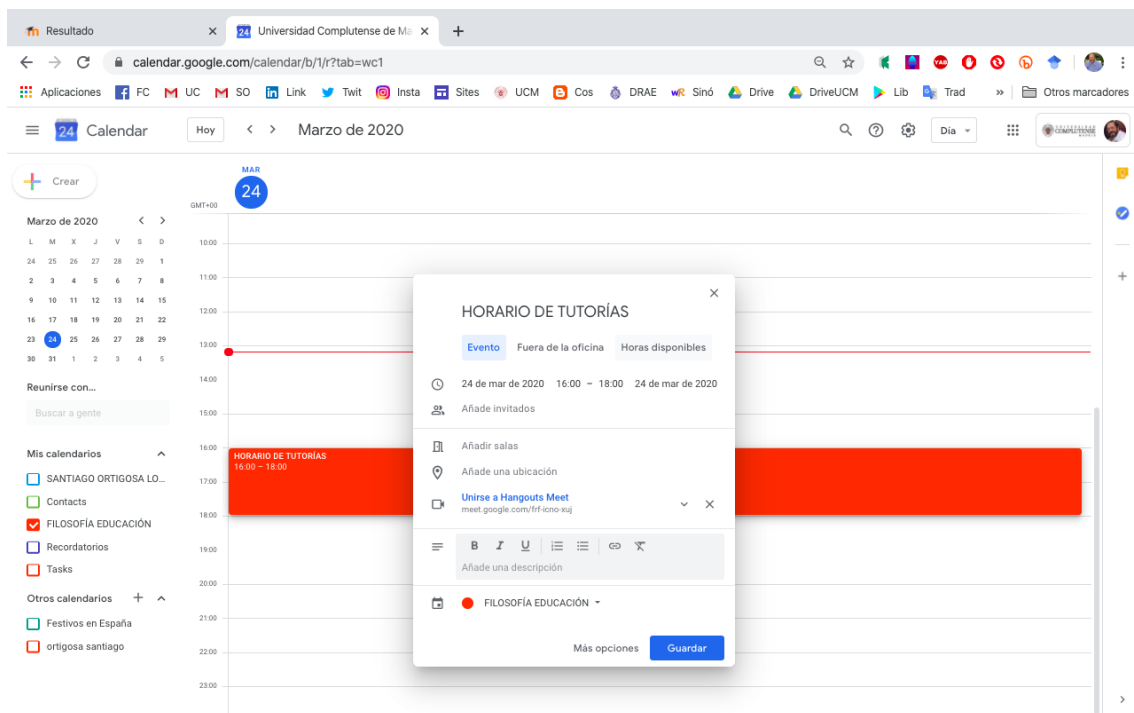 Resultado
Universidad Complutense de Ma
calendar.google.com/calendar/b/1/r?tab=wc1
Aplicaciones FC UC SO Link Twit Insta Sites UCM Cos DRAE Sinó Drive DriveUCM Lib Trad » Otros marcadores
24 Calendar Hoy Marzo de 2020 Día COMPLUTENSE
Crear
MAR
24
GMT+00
Marzo de 2020
L M X J V S D
24 25 26 27 28 29 1
2 3 4 5 6 7 8
9 10 11 12 13 14 15
16 17 18 19 20 21 22
23 24 25 26 27 28 29
30 31 1 2 3 4 5
Reunirse con...
Buscar a gente
Mis calendarios
SANTIAGO ORTIGOSA LO...
Contacts
FILOSOFÍA EDUCACIÓN
Recordatorios
Tasks
Otros calendarios
Festivos en España
ortigosa santiago
10:00
11:00
12:00
13:00
14:00
15:00
16:00
17:00
18:00
19:00
20:00
21:00
22:00
23:00
HORARIO DE TUTORÍAS
16:00 – 18:00
HORARIO DE TUTORÍAS
Evento Fuera de la oficina Horas disponibles
24 de mar de 2020 16:00 – 18:00 24 de mar de 2020
Añade invitados
Añadir salas
Añade una ubicación
Unirse a Hangouts Meet
meet.google.com/frf-icno-xuj
B I U
Añade una descripción
FILOSOFÍA EDUCACIÓN
Más opciones Guardar